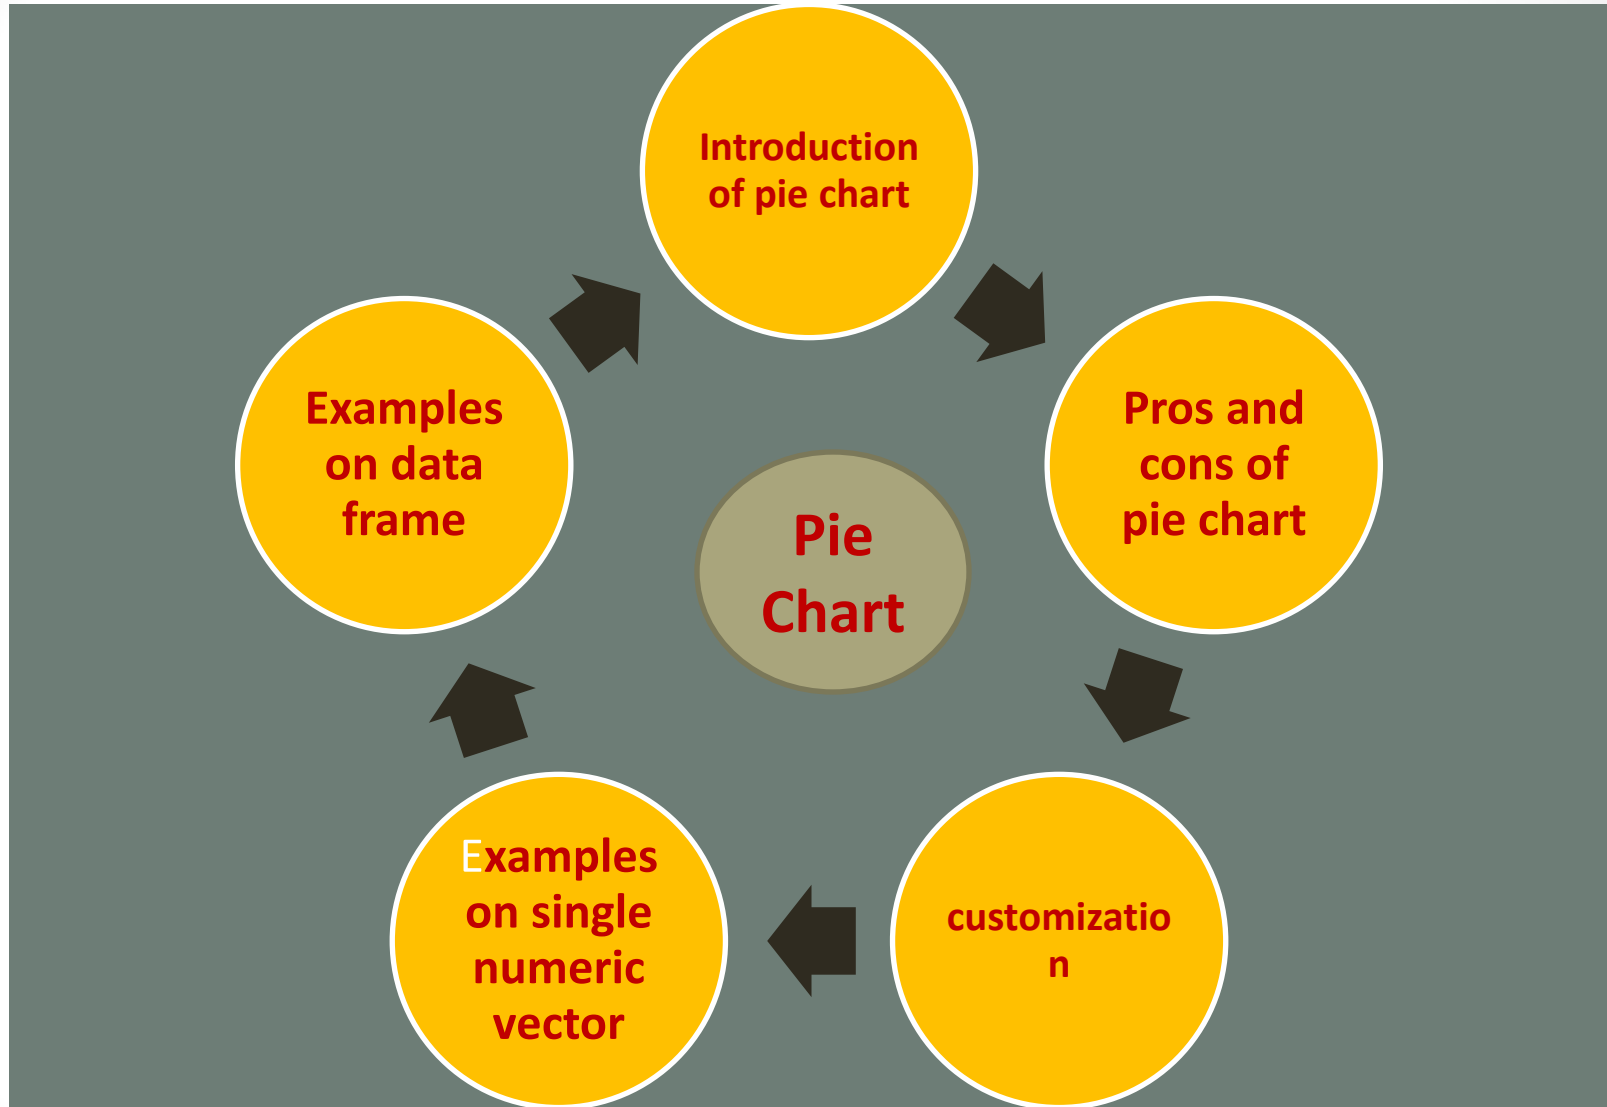 Introduction
of pie chart
Pros and
cons of
pie chart
customizatio
n
Examples
on single
numeric
vector
Examples
on data
frame
Pie
Chart